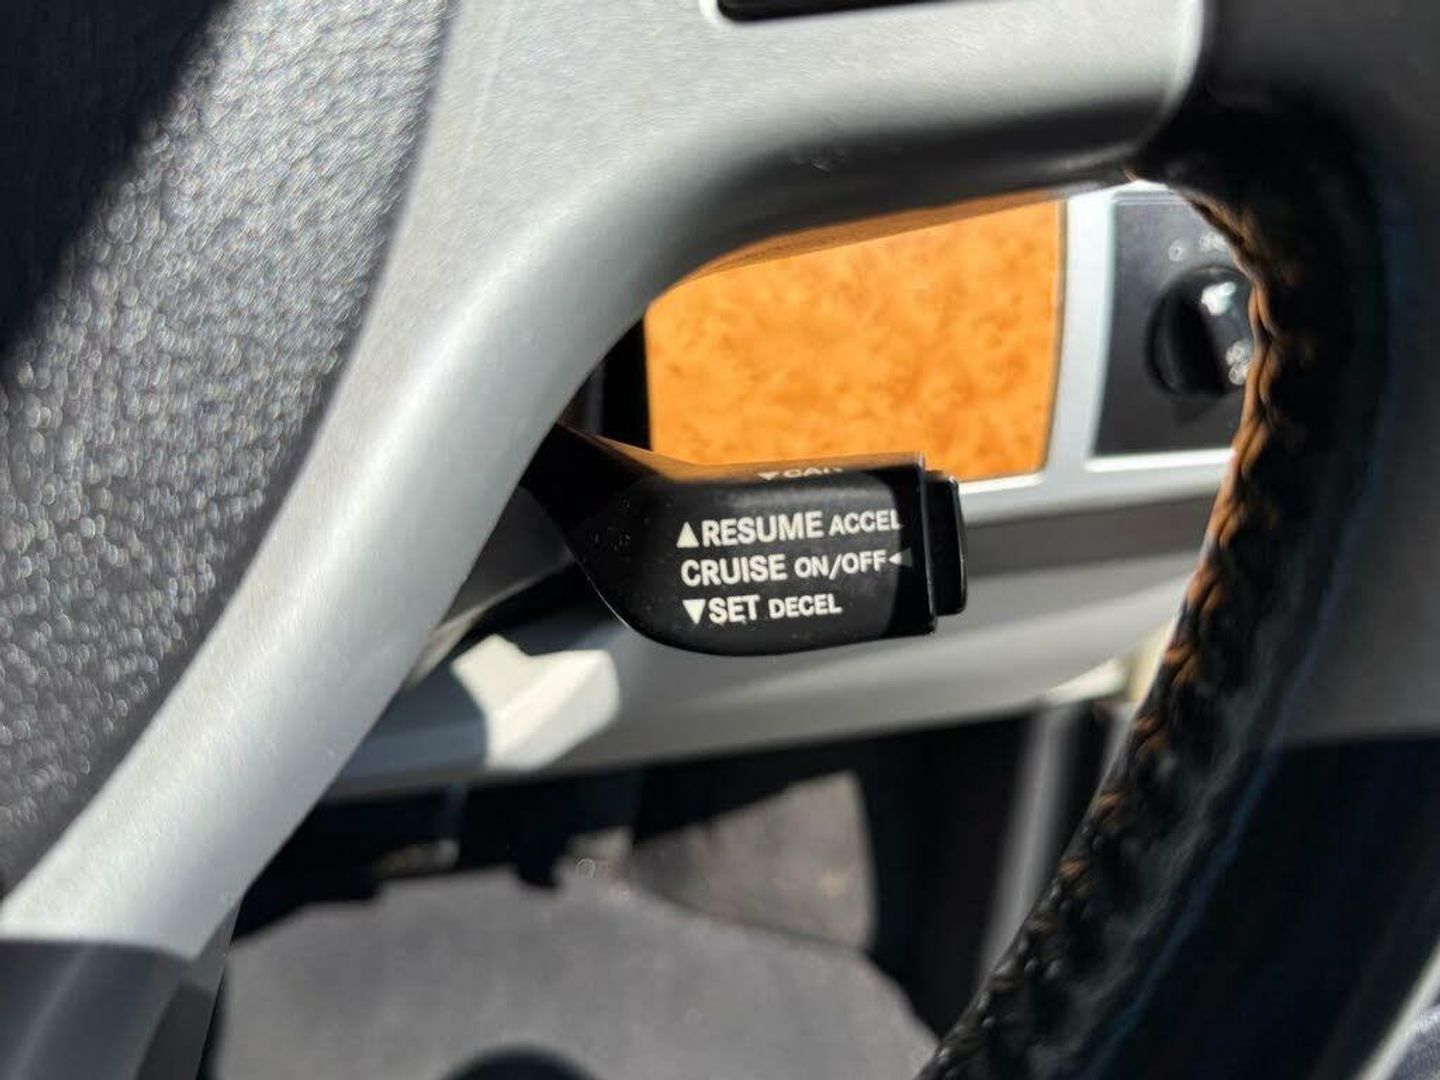 ▲RESUME ACCEL
CRUISE ON/OFF◄
▼SET DECEL